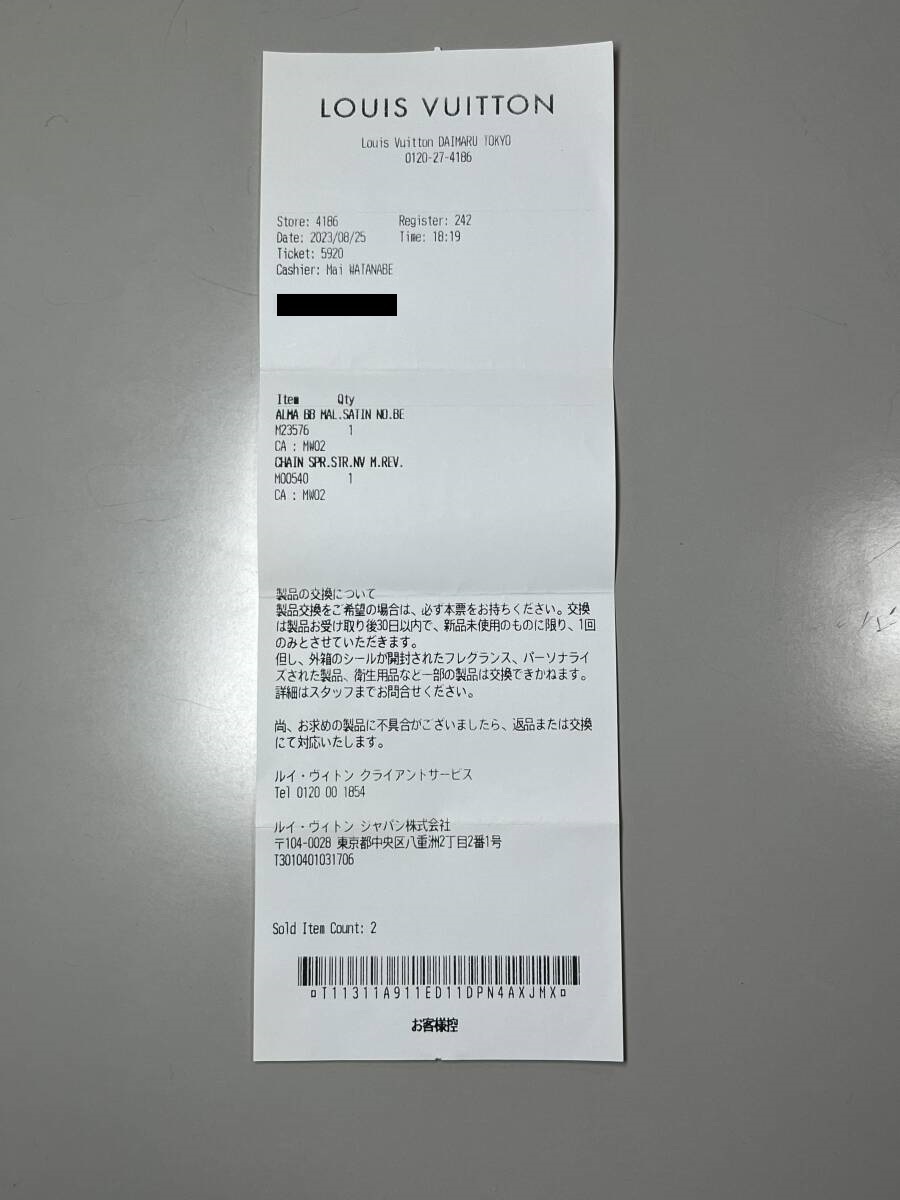 LOUIS VUITTON
Louis Vuitton DAIMARU TOKYO
0120-27-4186
Store: 4186 Register: 242
Date: 2023/08/25 Time: 18:19
Ticket: 5920
Cashier: Mai WATANABE
Item Qty
ALMA BB MAL.SATIN NO.BE
M23576 1
CA : MW02
CHAIN SPR.STR.NV M.REV.
M00540 1
CA : MW02
製品の交換について
製品交換をご希望の場合は、必ず本票をお持ちください。交換
は製品お受け取り後30日以内で、新品未使用のものに限り、1回
のみとさせていただきます。
但し、外箱のシールが開封されたフレグランス、パーソナライ
ズされた製品、衛生用品など一部の製品は交換できかねます。
詳細はスタッフまでお問合せください。
尚、お求めの製品に不具合がございましたら、返品または交換
にて対応いたします。
ルイ・ヴィトン クライアントサービス
Tel 0120 00 1854
ルイ・ヴィトン ジャパン株式会社
〒104-0028 東京都中央区八重洲2丁目2番1号
T3010401031706
Sold Item Count: 2
¤T11311A911ED11DPN4AXJMX¤
お客様控